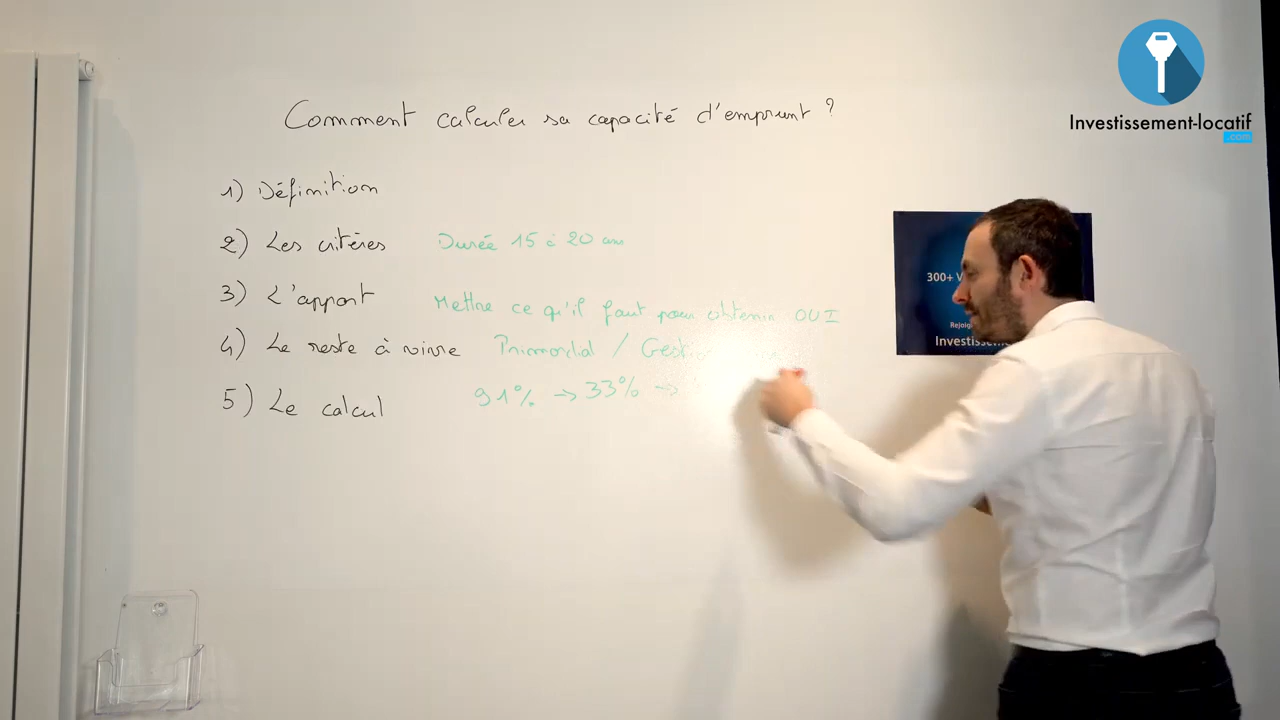 Investissement-locatif
.com
Comment calculer sa capacité d'emprunt ?
1) Définition
2) Les critères Durée 15 à 20 ans
3) L'apport Mettre ce qu'il faut pour obtenir OUI
4) Le reste à vivre Primordial /
5) Le calcul 91% → 33% →
300+